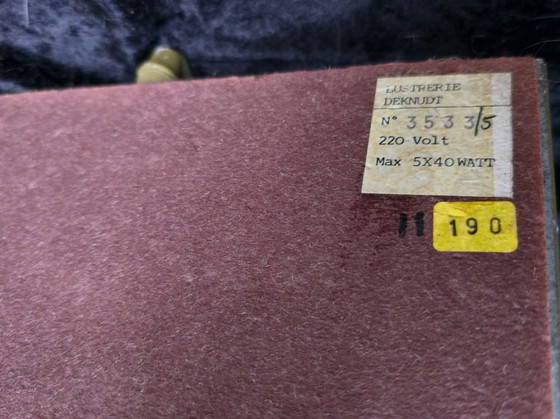 LUSTRERIE
DEKNUDT
N° 3533/5
220 Volt
Max 5X40 WATT
11 190